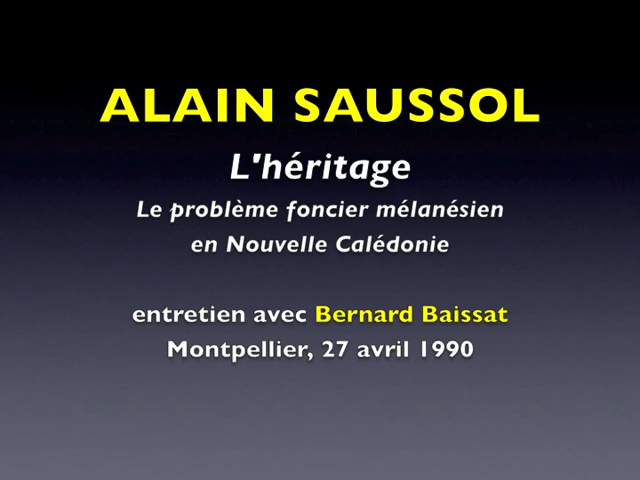 ALAIN SAUSSOL
L'héritage
Le problème foncier mélanésien
en Nouvelle Calédonie
entretien avec Bernard Baissat
Montpellier, 27 avril 1990